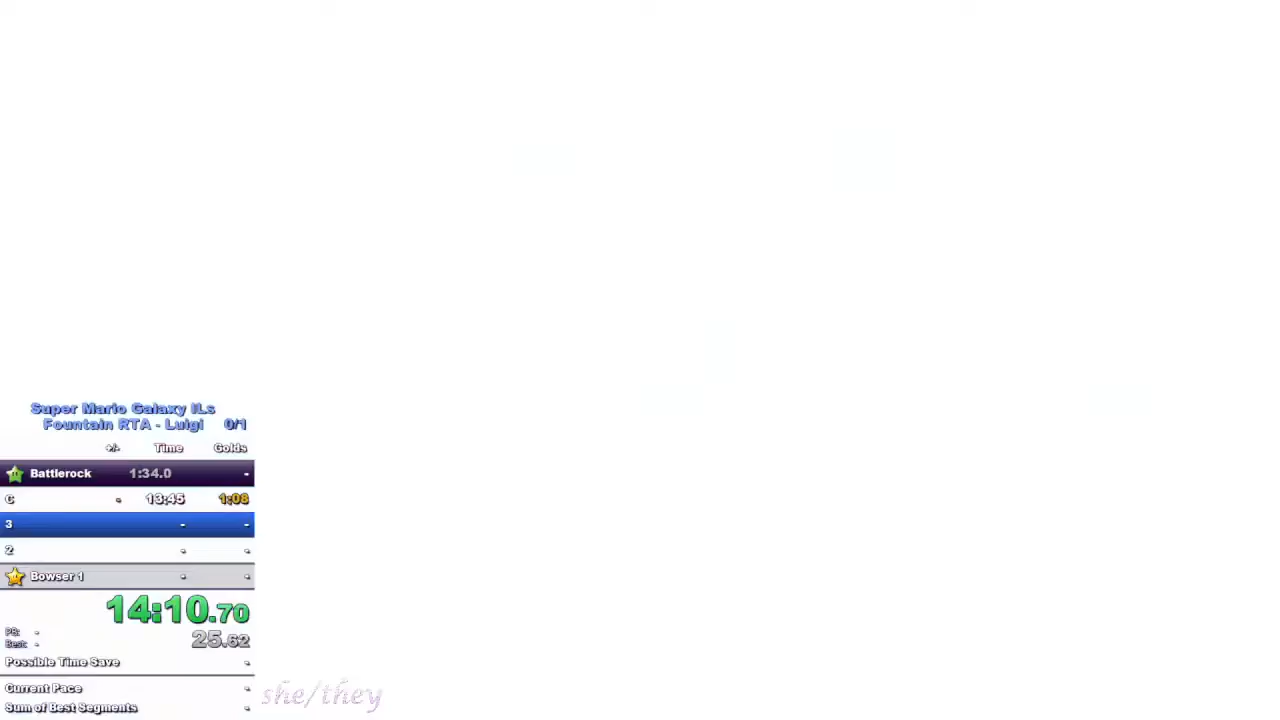 Super Mario Galaxy ILs
Fountain RTA - Luigi 0/1
+/- Time Golds
Battlerock 1:34.0 -
C - 13:45 1:08
3 - -
2 - -
Bowser 1 - -
14:10.70
PB: -
25.62
Best: -
Possible Time Save -
Current Pace -
Sum of Best Segments -
she/they